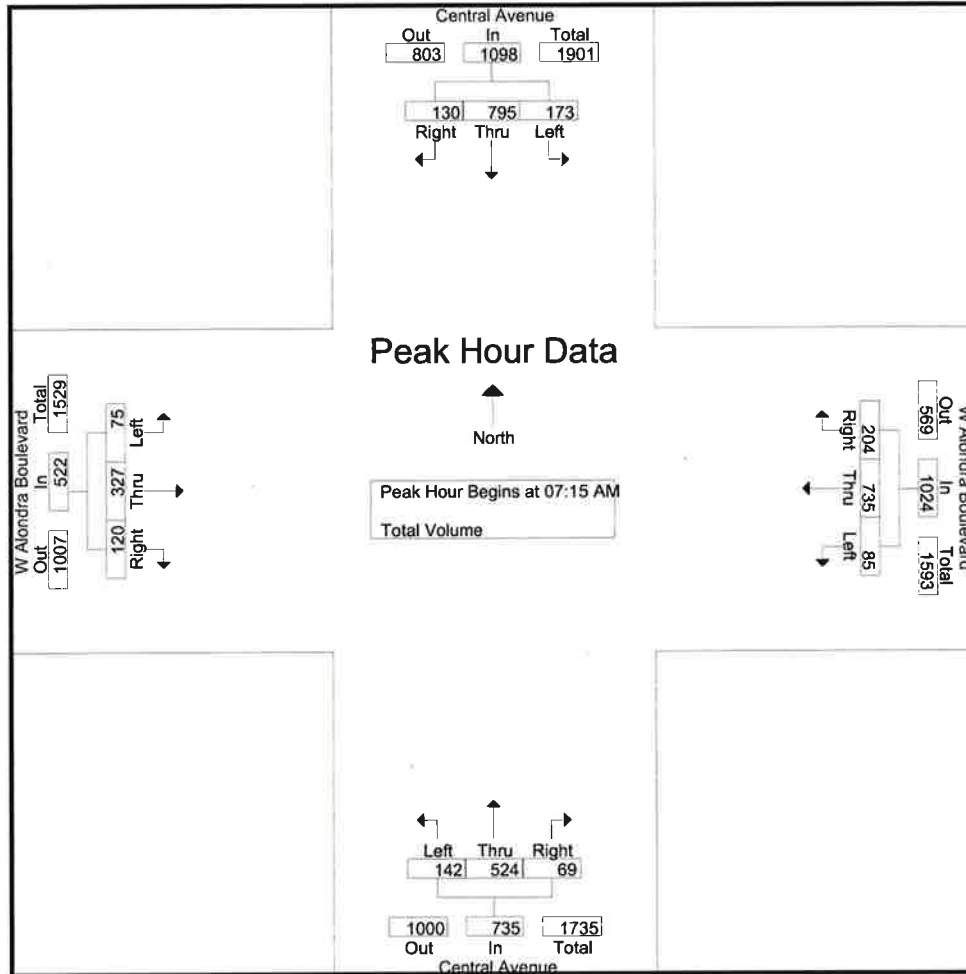 Central Avenue
Out In Total
803 1098 1901
130 795 173
Right Thru Left
Peak Hour Data
North
Peak Hour Begins at 07:15 AM
Total Volume
W Alondra Boulevard
Total In Out
1529 522 1007
75 327 120
Left Thru Right
Right Thru Left
204 735 85
Out In Total
569 1024 1593
W Alondra Boulevard
Left Thru Right
142 524 69
1000 735 1735
Out In Total
Central Avenue